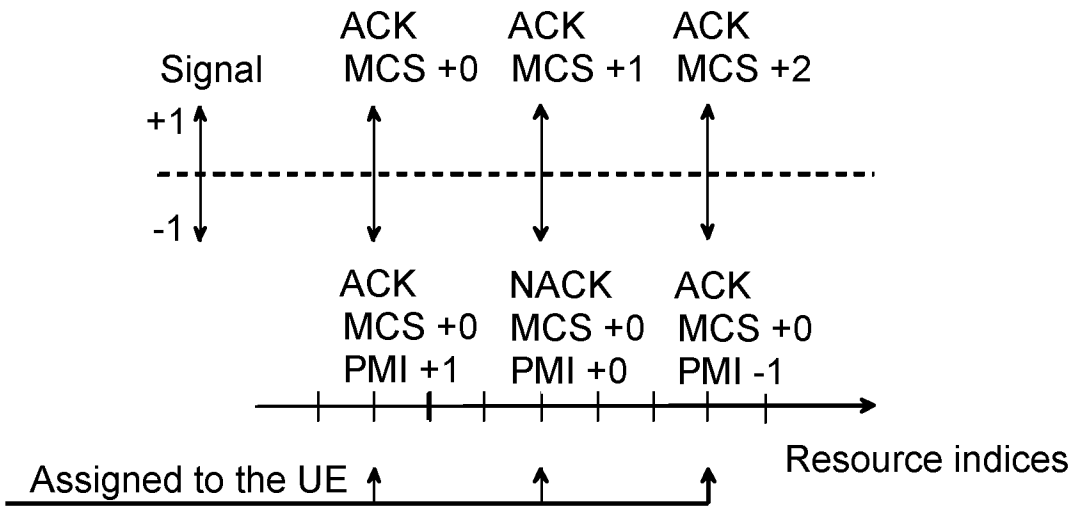 ACK ACK ACK
Signal MCS +0 MCS +1 MCS +2
+1
-1
ACK NACK ACK
MCS +0 MCS +0 MCS +0
PMI +1 PMI +0 PMI -1
Resource indices
Assigned to the UE